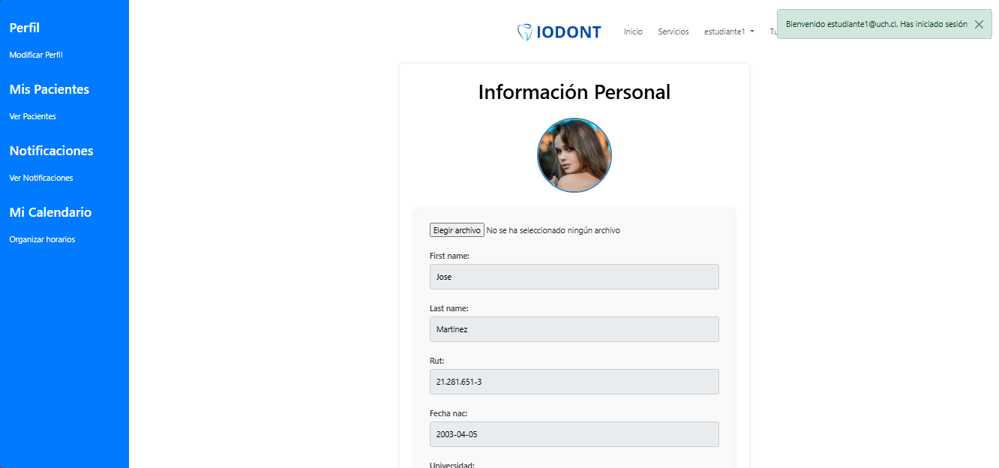 Perfil
Modificar Perfil
Mis Pacientes
Ver Pacientes
Notificaciones
Ver Notificaciones
Mi Calendario
Organizar horarios
IODONT
Inicio Servicios estudiante1
Bienvenido estudiante1@uch.cl. Has iniciado sesión
Información Personal
Elegir archivo No se ha seleccionado ningún archivo
First name:
Jose
Last name:
Martinez
Rut:
21.281.651-3
Fecha nac:
2003-04-05
Universidad: